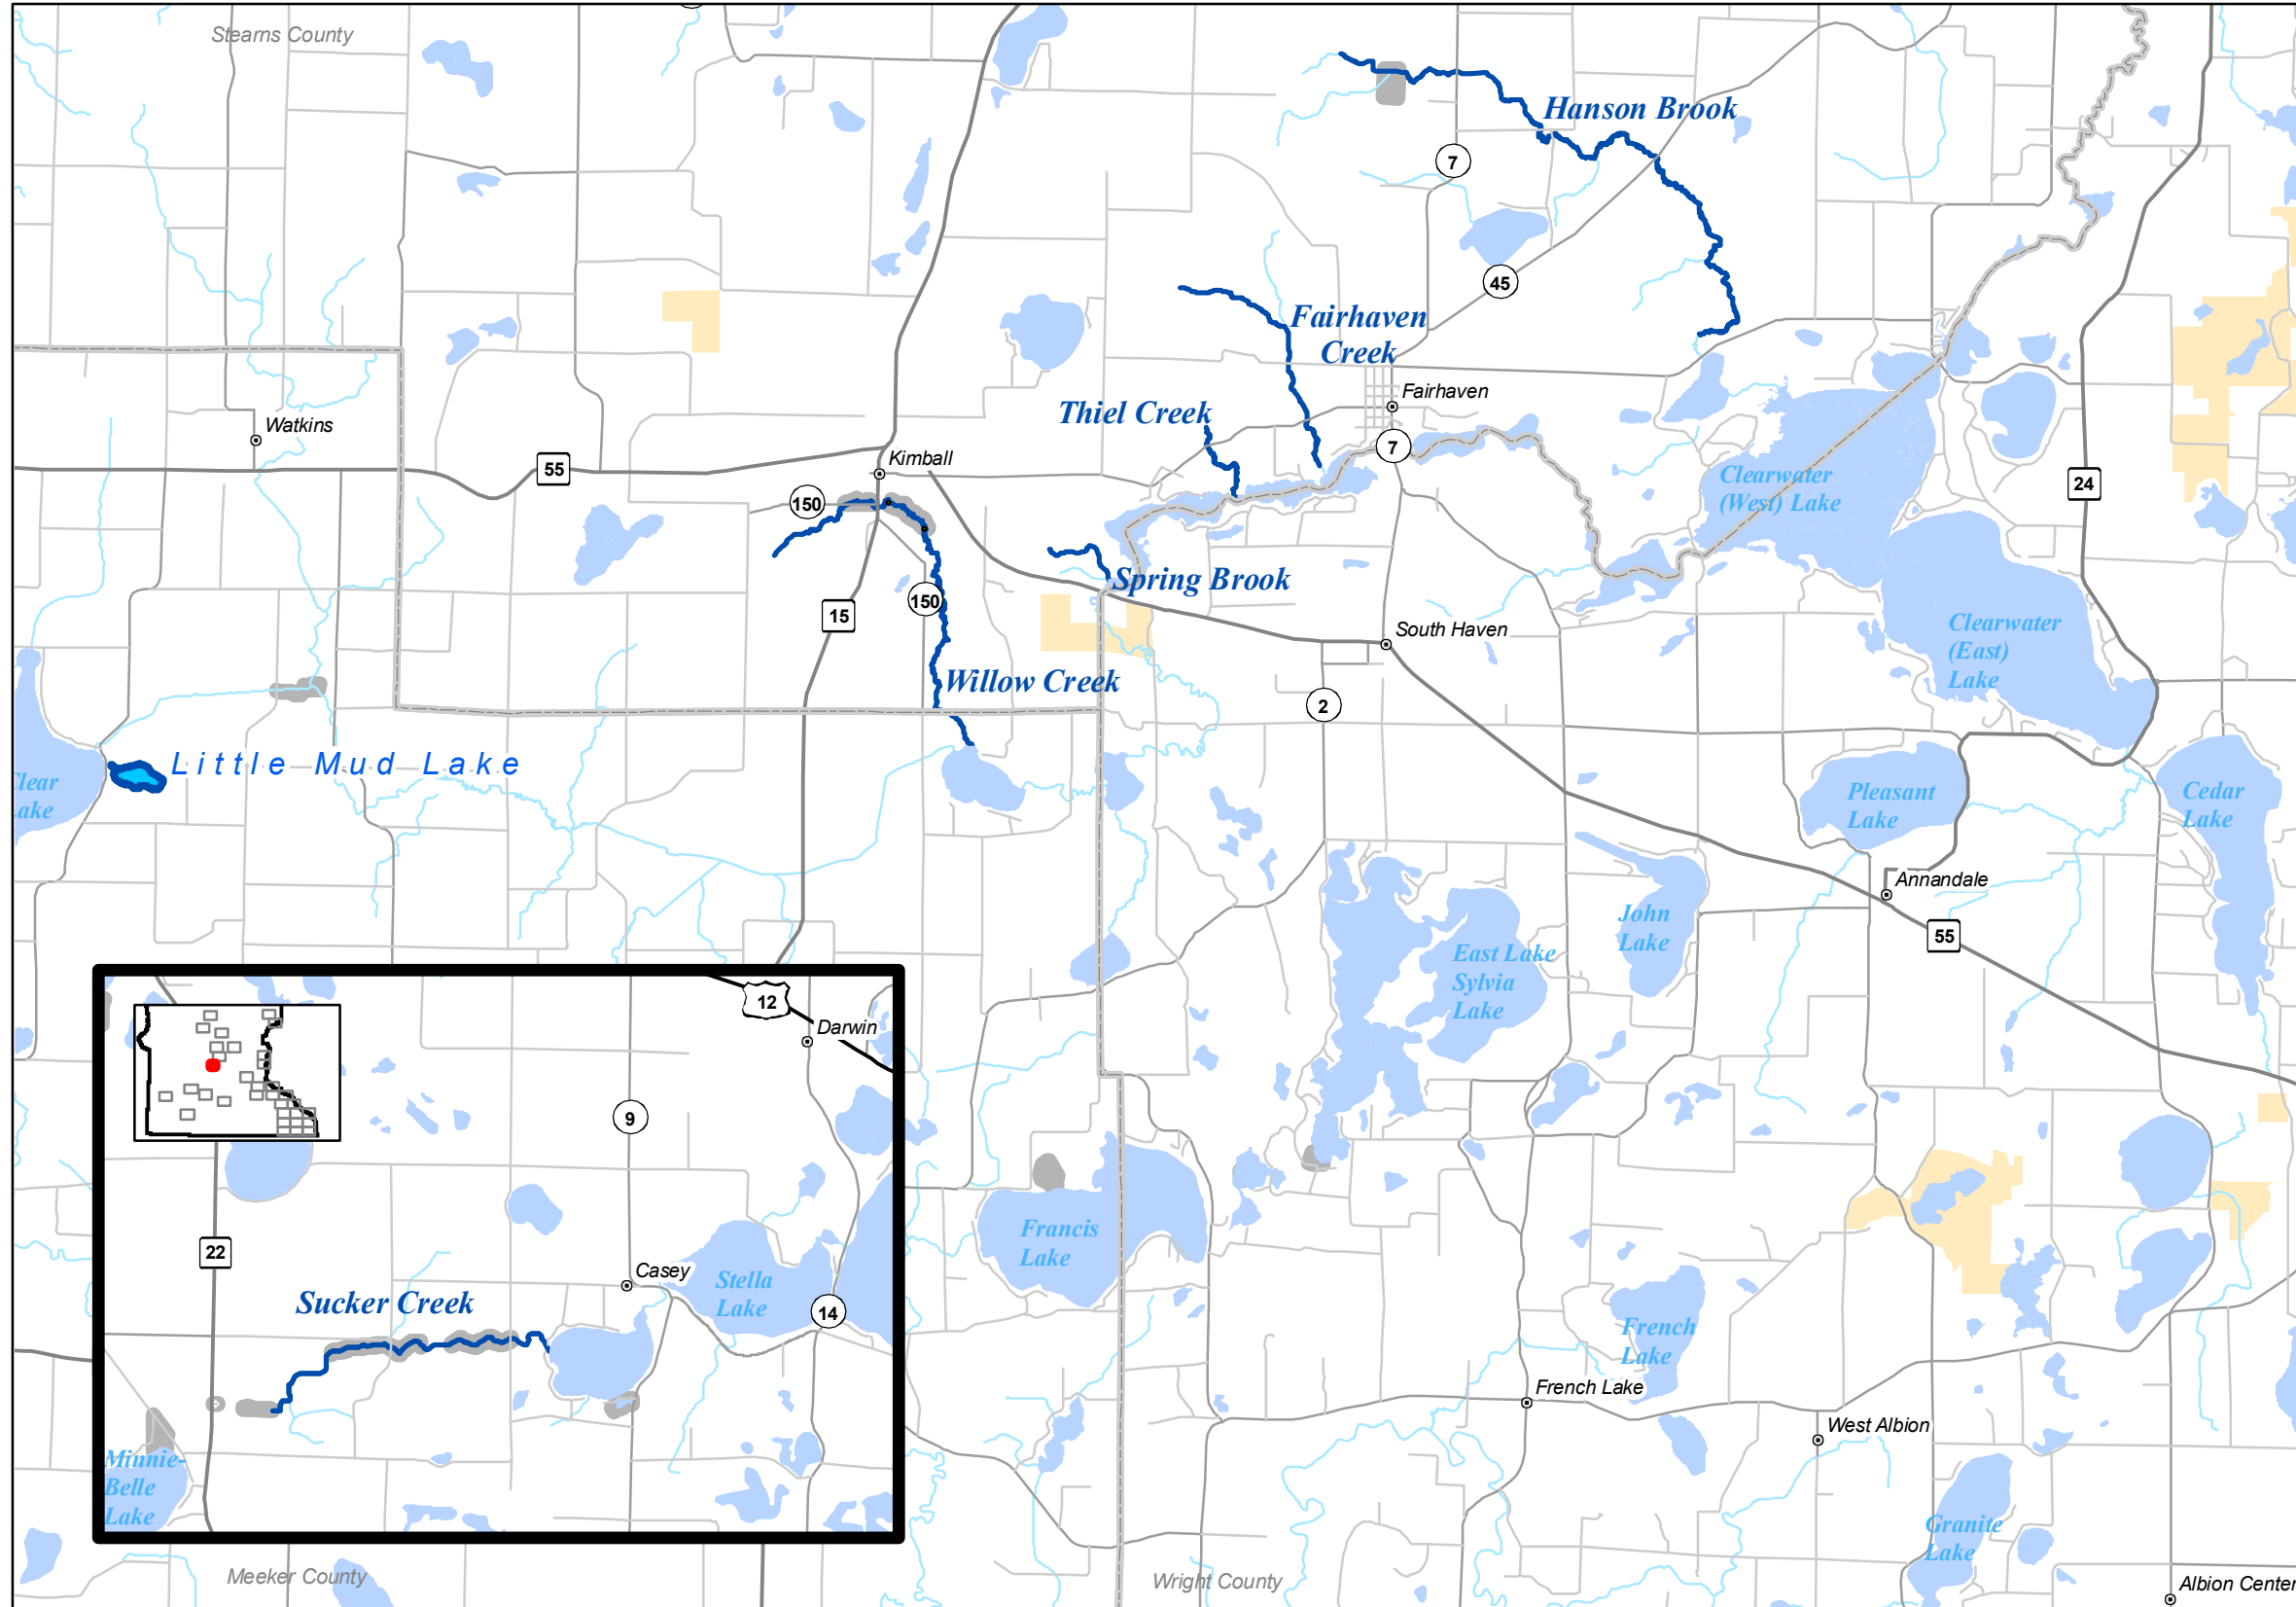 Stearns County
Hanson Brook
7
45
Fairhaven
Creek
Fairhaven
Thiel Creek
Watkins
Kimball
55
7
150
Clearwater
(West) Lake
24
Spring Brook
150
15
South Haven
Clearwater
(East)
Lake
Willow Creek
2
Little Mud Lake
Clear
Lake
Pleasant
Lake
Cedar
Lake
Annandale
John
Lake
55
East Lake
Sylvia
Lake
12
Darwin
9
Francis
Lake
22
Casey
Stella
Lake
Sucker Creek
14
French
Lake
French Lake
West Albion
Minnie-
Belle
Lake
Granite
Lake
Meeker County
Wright County
Albion Center